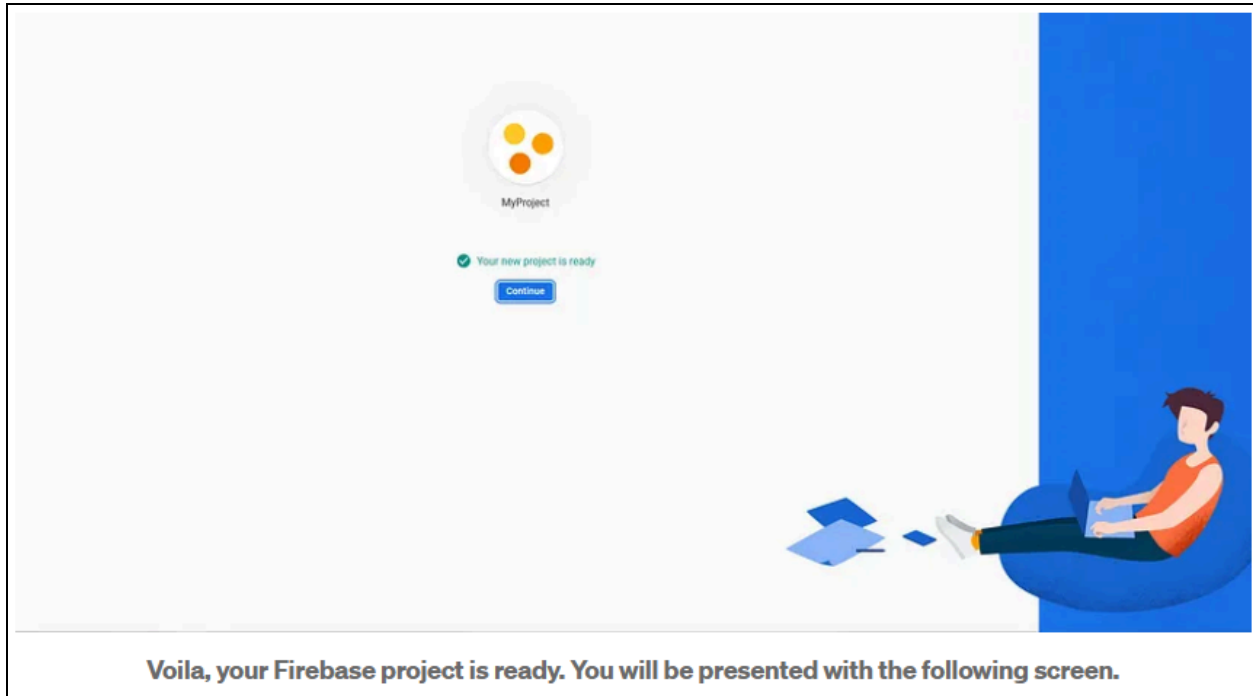 MyProject
Your new project is ready
Continue
Voila, your Firebase project is ready. You will be presented with the following screen.